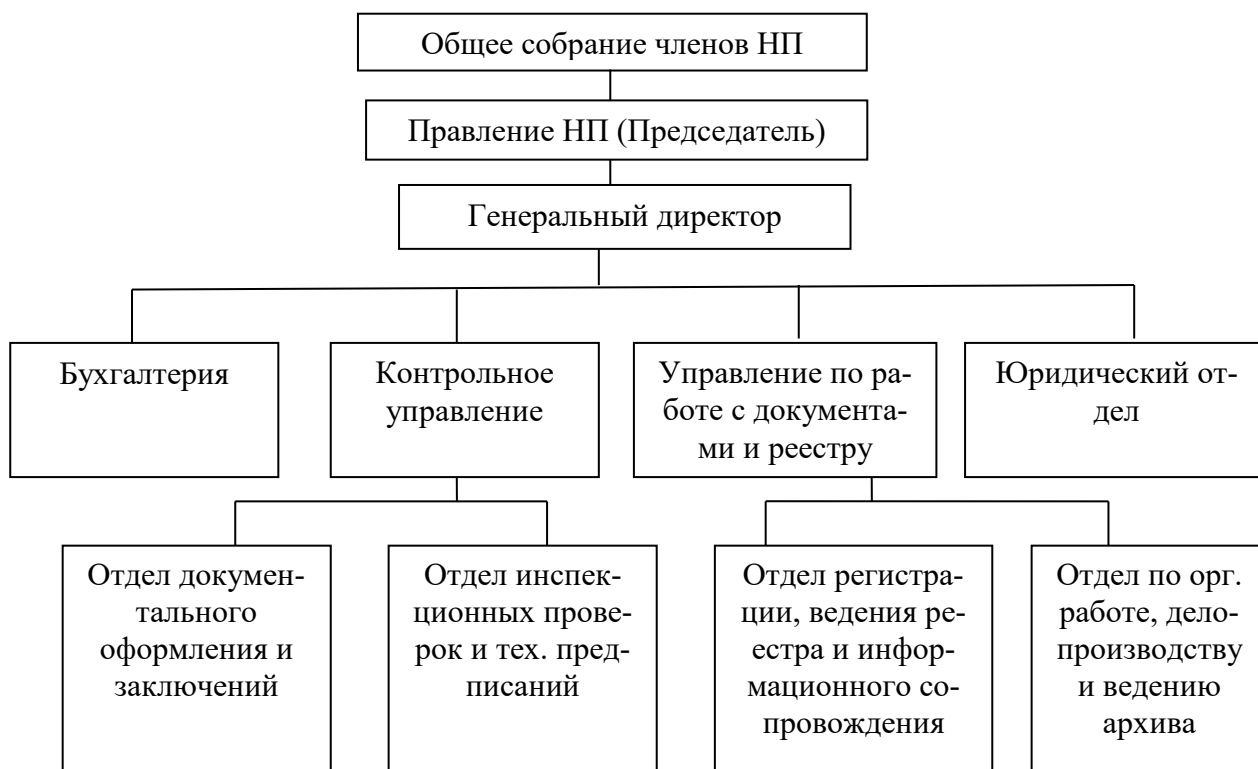 Общее собрание членов НП
Правление НП (Председатель)
Генеральный директор
Бухгалтерия
Контрольное
управление
Управление по ра-
боте с документа-
ми и реестру
Юридический от-
дел
Отдел докумен-
тального
оформления и
заключений
Отдел инспек-
ционных прове-
рок и тех. пред-
писаний
Отдел регистра-
ции, ведения ре-
естра и инфор-
мационного со-
провождения
Отдел по орг.
работе, дело-
производству
и ведению
архива